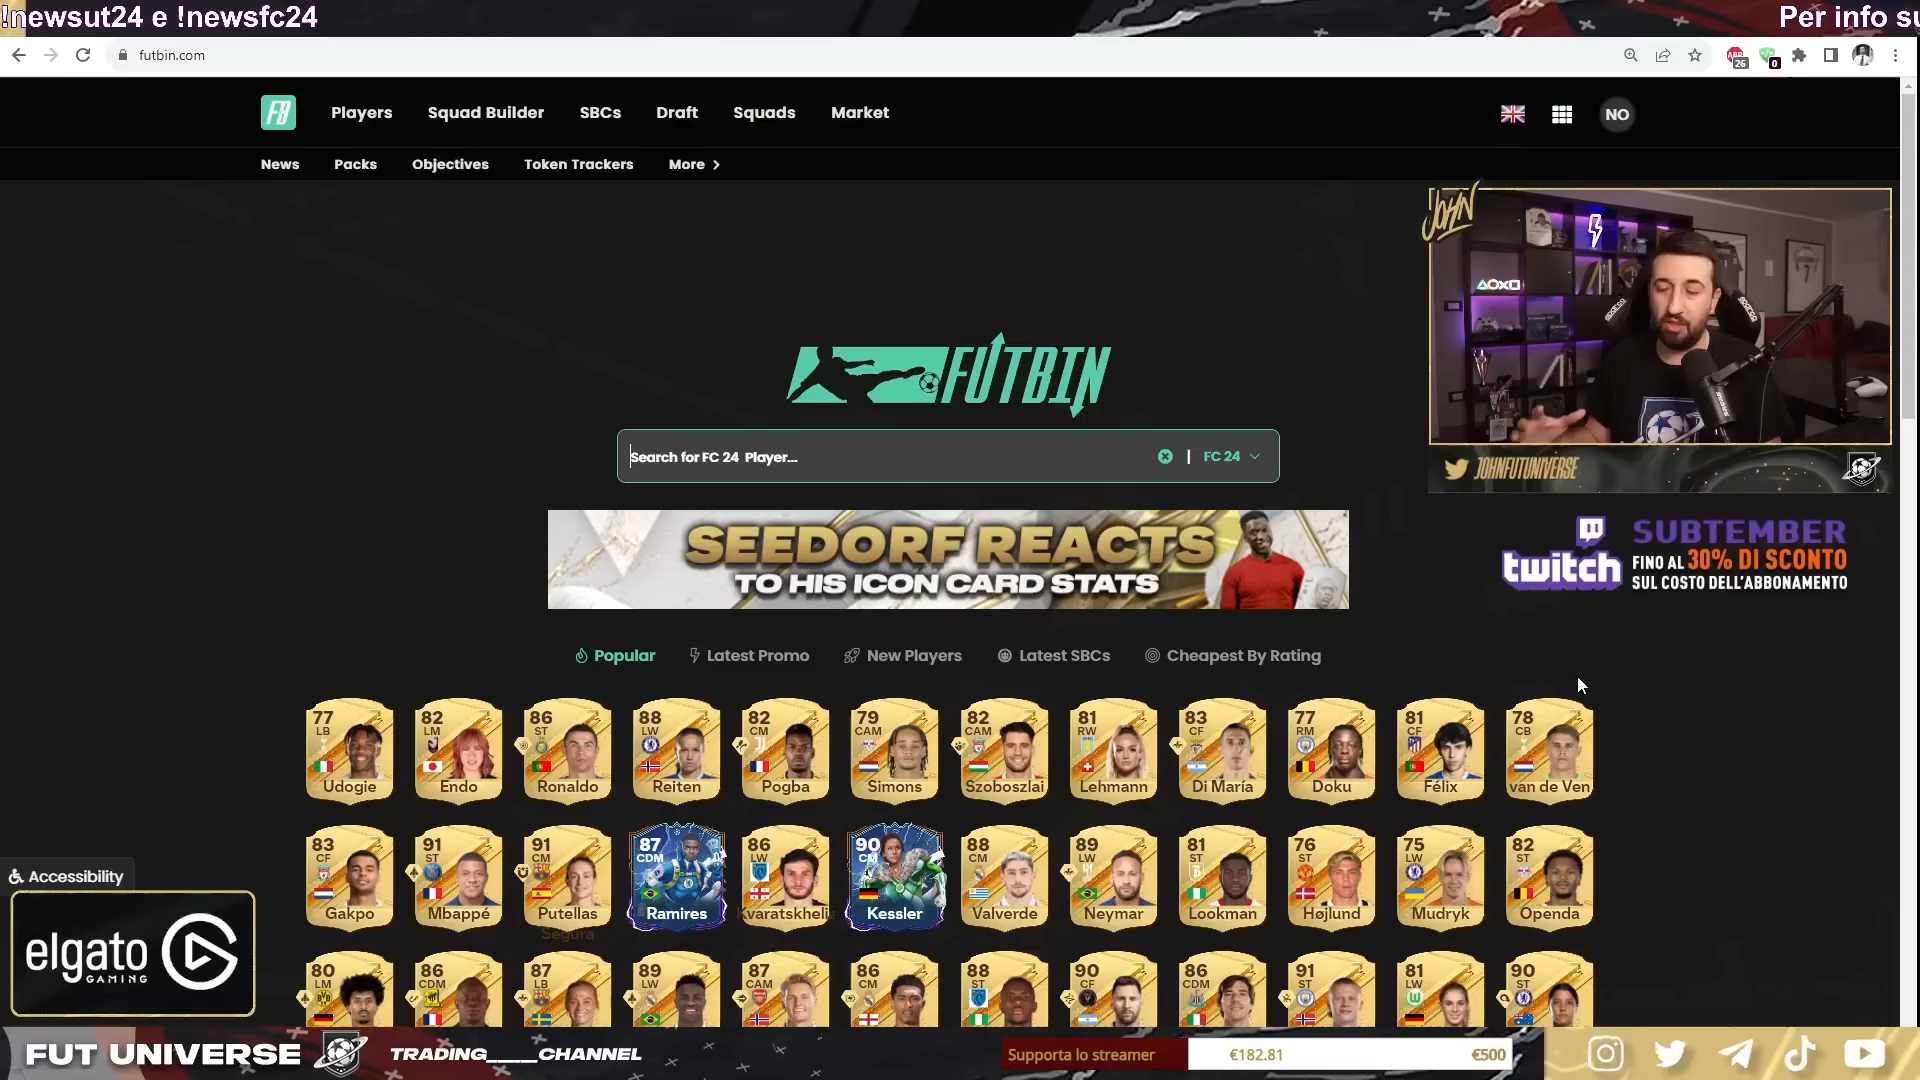 !newsut24 e !newsfc24
Per info su
futbin.com
26
0
FB
Players
Squad Builder
SBCs
Draft
Squads
Market
NO
News
Packs
Objectives
Token Trackers
More
JOHN
FUTBIN
Search for FC 24 Player...
FC 24
JOHNFUTUNIVERSE
SEEDORF REACTS
TO HIS ICON CARD STATS
twitch
SUBTEMBER
FINO AL 30% DI SCONTO
SUL COSTO DELL'ABBONAMENTO
Popular
Latest Promo
New Players
Latest SBCs
Cheapest By Rating
77 LB Udogie
82 LM Endo
86 ST Ronaldo
88 LW Reiten
82 CM Pogba
79 CAM Simons
82 CAM Szoboszlai
81 RW Lehmann
83 CF Di María
77 RM Doku
81 CF Félix
78 CB van de Ven
83 CF Gakpo
91 ST Mbappé
91 CM Putellas Segura
87 CDM Ramires
86 LW Kvaratskhelia
90 CM Kessler
88 CM Valverde
89 LW Neymar
81 ST Lookman
76 ST Højlund
75 LW Mudryk
82 ST Openda
80 LM
86 CDM
87 LB
89 LW
87 CAM
86 CM
88 ST
90 CF
86 CDM
91 ST
81 LW
90 ST
Accessibility
elgato
GAMING
FUT UNIVERSE
TRADING____CHANNEL
Supporta lo streamer
€182.81
€500